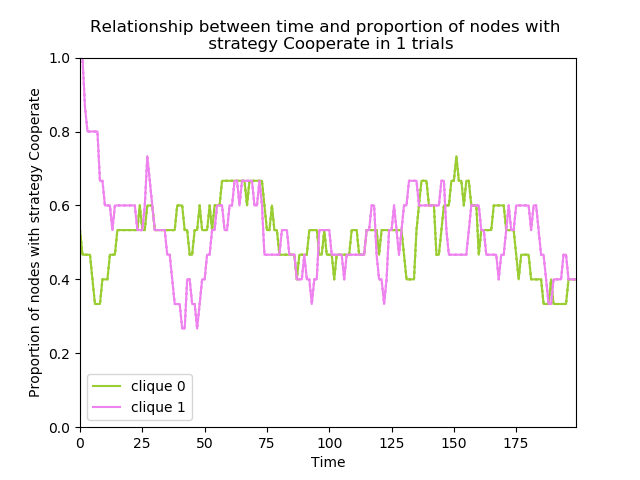 Relationship between time and proportion of nodes with
strategy Cooperate in 1 trials
Proportion of nodes with strategy Cooperate
1.0
0.8
0.6
0.4
0.2
0.0
clique 0
clique 1
0 25 50 75 100 125 150 175
Time